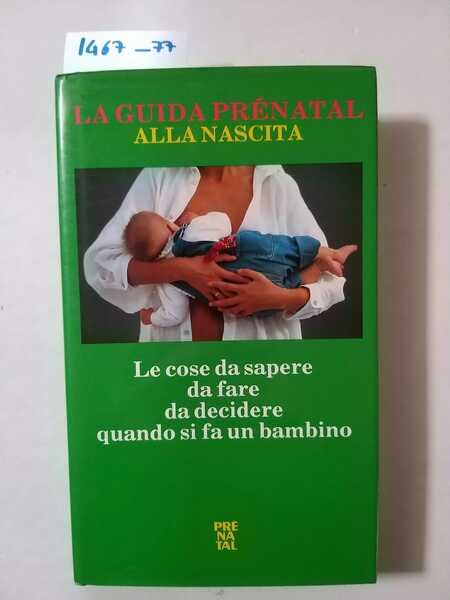 1467-77
LA GUIDA PRÉNATAL
ALLA NASCITA
Le cose da sapere
da fare
da decidere
quando si fa un bambino
PRE
NA
TAL